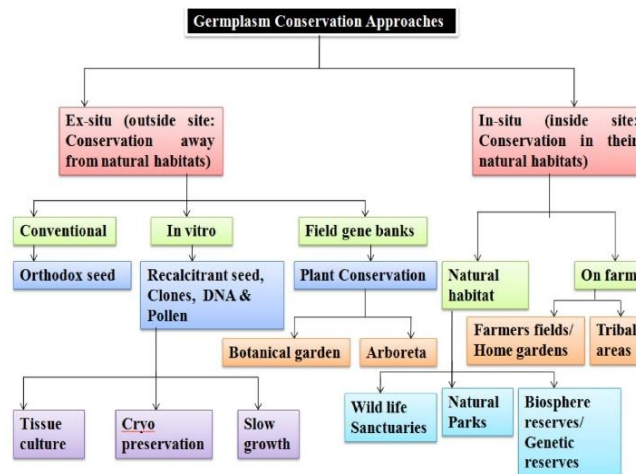 Germplasm Conservation Approaches
Ex-situ (outside site:
Conservation away
from natural habitats)
In-situ (inside site:
Conservation in their
natural habitats)
Conventional
In vitro
Field gene banks
Orthodox seed
Recalcitrant seed,
Clones, DNA &
Pollen
Plant Conservation
Natural
habitat
On farm
Botanical garden
Arboreta
Farmers fields/
Home gardens
Tribal
areas
Tissue
culture
Cryo
preservation
Slow
growth
Wild life
Sanctuaries
Natural
Parks
Biosphere
reserves/
Genetic
reserves